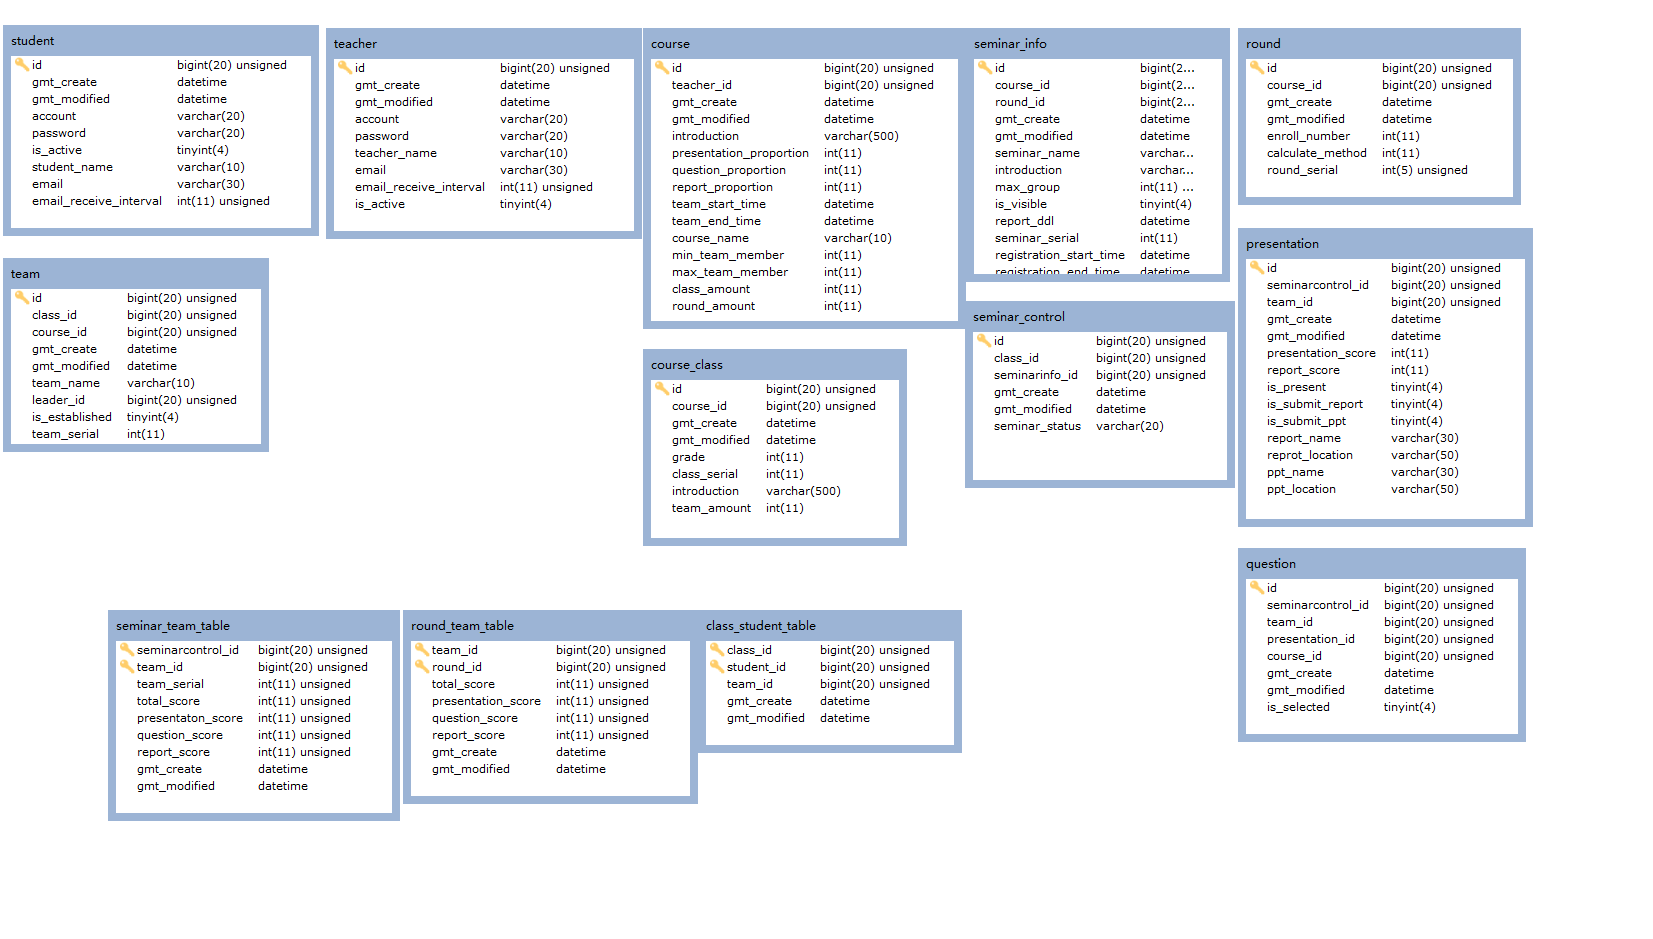 student
id bigint(20) unsigned
gmt_create datetime
gmt_modified datetime
account varchar(20)
password varchar(20)
is_active tinyint(4)
student_name varchar(10)
email varchar(30)
email_receive_interval int(11) unsigned
teacher
id bigint(20) unsigned
gmt_create datetime
gmt_modified datetime
account varchar(20)
password varchar(20)
teacher_name varchar(10)
email varchar(30)
email_receive_interval int(11) unsigned
is_active tinyint(4)
course
id bigint(20) unsigned
teacher_id bigint(20) unsigned
gmt_create datetime
gmt_modified datetime
introduction varchar(500)
presentation_proportion int(11)
question_proportion int(11)
report_proportion int(11)
team_start_time datetime
team_end_time datetime
course_name varchar(10)
min_team_member int(11)
max_team_member int(11)
class_amount int(11)
round_amount int(11)
seminar_info
id bigint(2...
course_id bigint(2...
round_id bigint(2...
gmt_create datetime
gmt_modified datetime
seminar_name varchar...
introduction varchar...
max_group int(11) ...
is_visible tinyint(4)
report_ddl datetime
seminar_serial int(11)
registration_start_time datetime
registration_end_time datetime
round
id bigint(20) unsigned
course_id bigint(20) unsigned
gmt_create datetime
gmt_modified datetime
enroll_number int(11)
calculate_method int(11)
round_serial int(5) unsigned
team
id bigint(20) unsigned
class_id bigint(20) unsigned
course_id bigint(20) unsigned
gmt_create datetime
gmt_modified datetime
team_name varchar(10)
leader_id bigint(20) unsigned
is_established tinyint(4)
team_serial int(11)
course_class
id bigint(20) unsigned
course_id bigint(20) unsigned
gmt_create datetime
gmt_modified datetime
grade int(11)
class_serial int(11)
introduction varchar(500)
team_amount int(11)
seminar_control
id bigint(20) unsigned
class_id bigint(20) unsigned
seminarinfo_id bigint(20) unsigned
gmt_create datetime
gmt_modified datetime
seminar_status varchar(20)
presentation
id bigint(20) unsigned
seminarcontrol_id bigint(20) unsigned
team_id bigint(20) unsigned
gmt_create datetime
gmt_modified datetime
presentation_score int(11)
report_score int(11)
is_present tinyint(4)
is_submit_report tinyint(4)
is_submit_ppt tinyint(4)
report_name varchar(30)
reprot_location varchar(50)
ppt_name varchar(30)
ppt_location varchar(50)
question
id bigint(20) unsigned
seminarcontrol_id bigint(20) unsigned
team_id bigint(20) unsigned
presentation_id bigint(20) unsigned
course_id bigint(20) unsigned
gmt_create datetime
gmt_modified datetime
is_selected tinyint(4)
seminar_team_table
seminarcontrol_id bigint(20) unsigned
team_id bigint(20) unsigned
team_serial int(11) unsigned
total_score int(11) unsigned
presentaton_score int(11) unsigned
question_score int(11) unsigned
report_score int(11) unsigned
gmt_create datetime
gmt_modified datetime
round_team_table
team_id bigint(20) unsigned
round_id bigint(20) unsigned
total_score int(11) unsigned
presentation_score int(11) unsigned
question_score int(11) unsigned
report_score int(11) unsigned
gmt_create datetime
gmt_modified datetime
class_student_table
class_id bigint(20) unsigned
student_id bigint(20) unsigned
team_id bigint(20) unsigned
gmt_create datetime
gmt_modified datetime